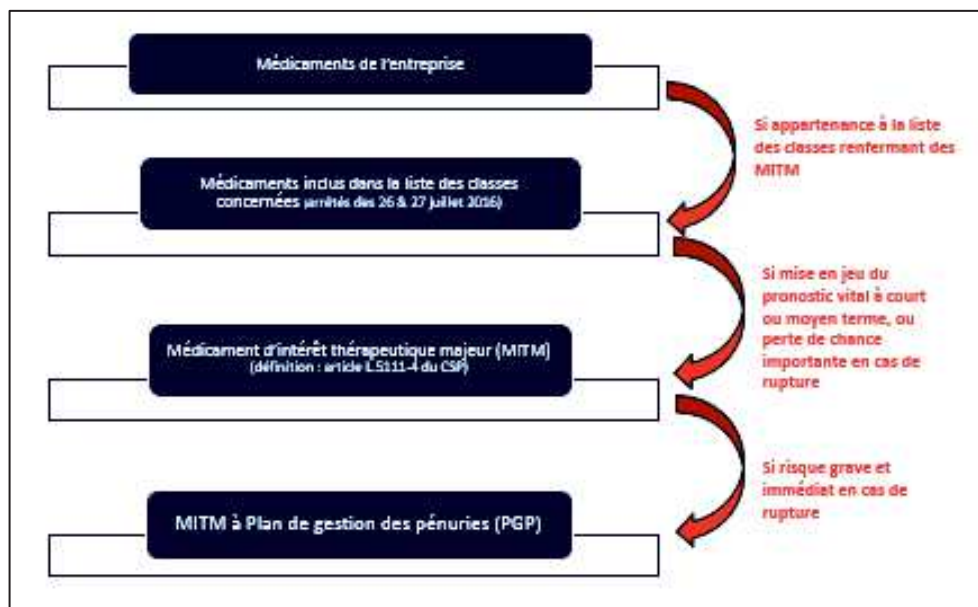 Médicaments de l'entreprise
Si appartenance à la liste
des classes renfermant des
MITM
Médicaments inclus dans la liste des classes
concernées (arrêtés des 26 & 27 juillet 2016)
Si mise en jeu du
pronostic vital à court
ou moyen terme, ou
perte de chance
importante en cas de
rupture
Médicament d'intérêt thérapeutique majeur (MITM)
(définition : article L.5111-4 du CSP)
Si risque grave et
immédiat en cas de
rupture
MITM à Plan de gestion des pénuries (PGP)